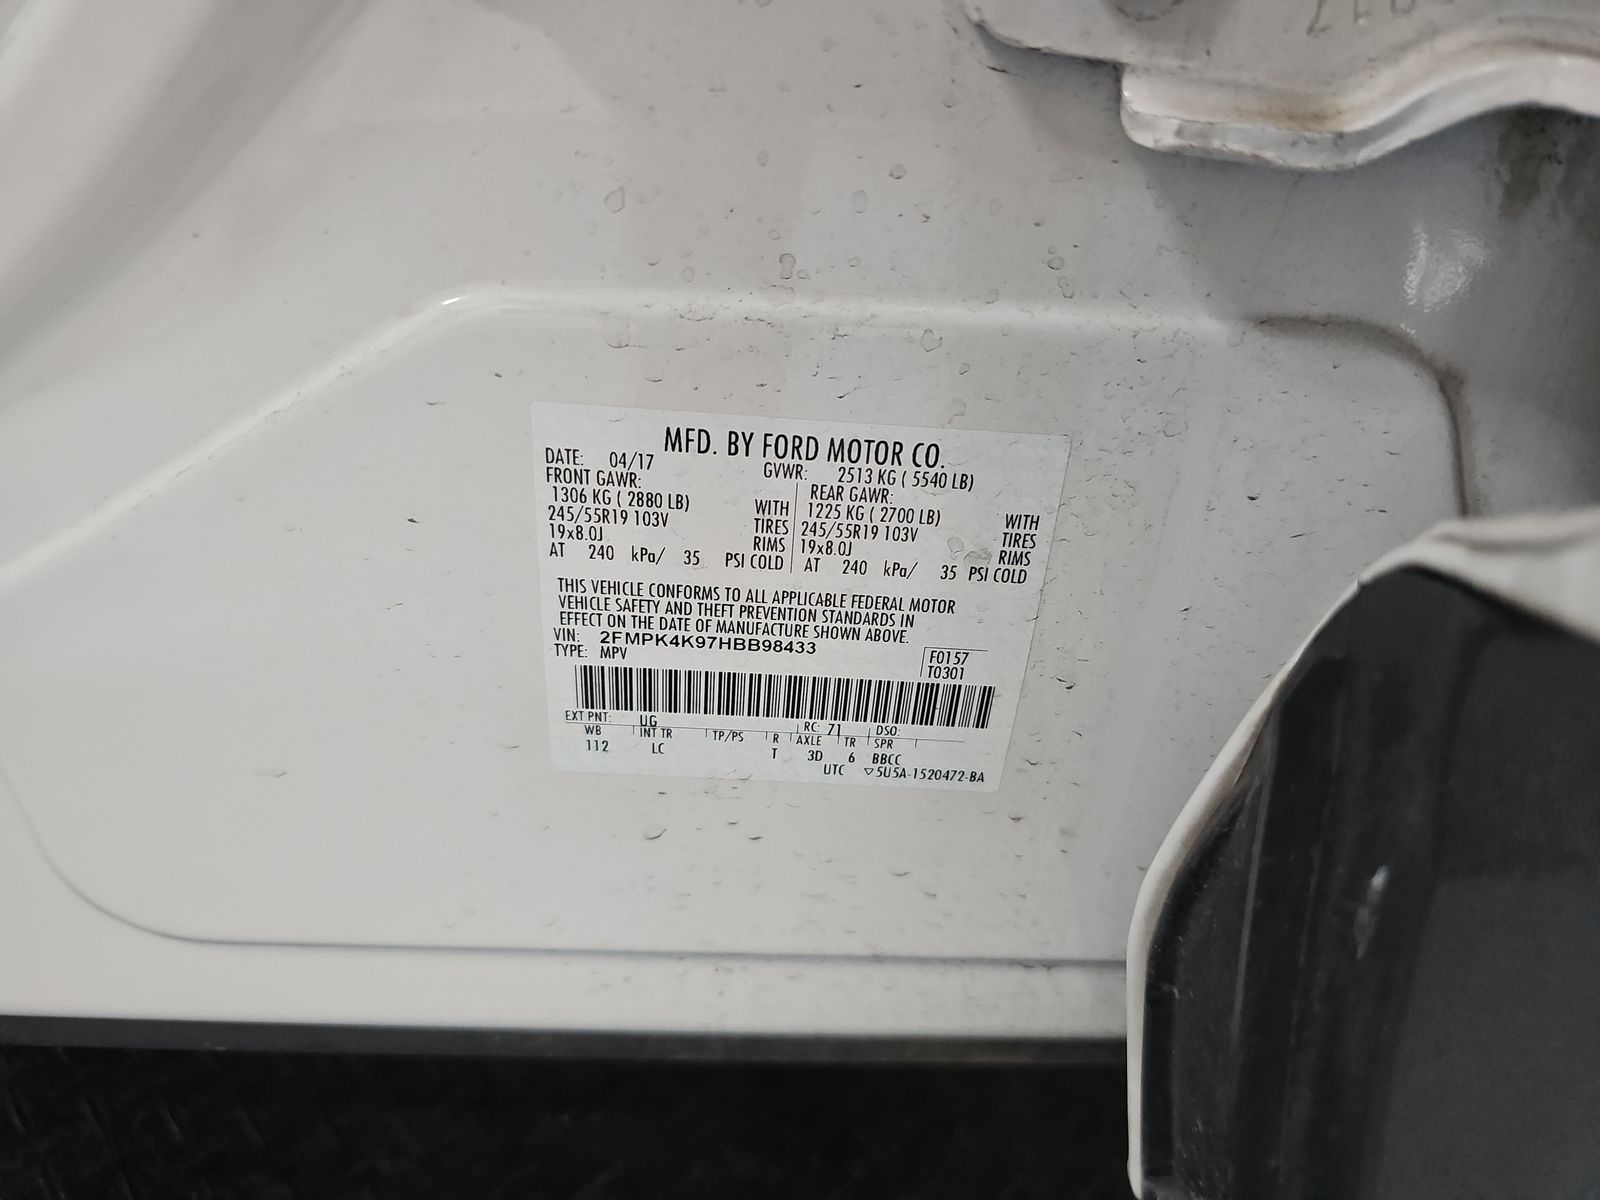 MFD. BY FORD MOTOR CO.
DATE: 04/17 GVWR: 2513 KG ( 5540 LB)
FRONT GAWR: REAR GAWR:
1306 KG ( 2880 LB) WITH 1225 KG ( 2700 LB) WITH
245/55R19 103V TIRES 245/55R19 103V TIRES
19x8.0J RIMS 19x8.0J RIMS
AT 240 kPa/ 35 PSI COLD AT 240 kPa/ 35 PSI COLD
THIS VEHICLE CONFORMS TO ALL APPLICABLE FEDERAL MOTOR
VEHICLE SAFETY AND THEFT PREVENTION STANDARDS IN
EFFECT ON THE DATE OF MANUFACTURE SHOWN ABOVE.
VIN: 2FMPK4K97HBB98433
TYPE: MPV
F0157
T0301
EXT PNT: UG RC: 71 DSO:
WB INT TR TP/PS R AXLE TR SPR
112 LC T 3D 6 BBCC
UTC ▽5U5A-1520472-BA